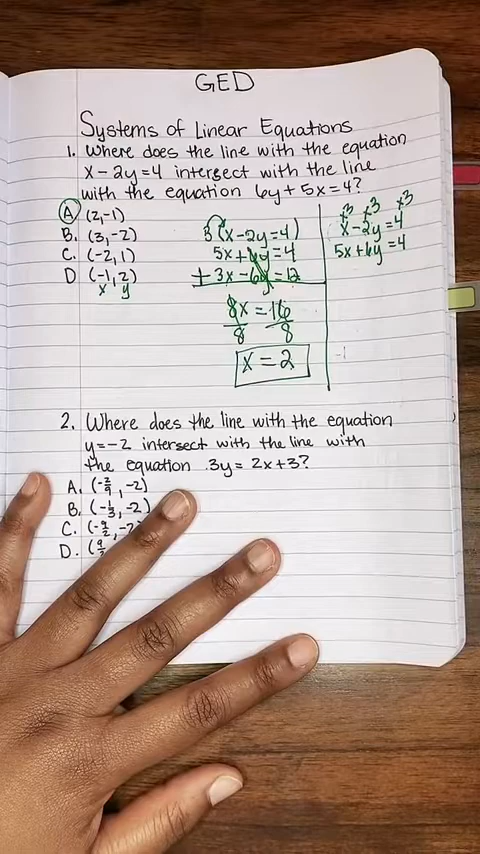 GED
Systems of Linear Equations
1. Where does the line with the equation
x - 2y = 4 intersect with the line
with the equation 6y + 5x = 4?
A. (2,-1)
B. (3,-2)
C. (-2,1)
D (-1,2)
x y
3 (x-2y=4)
5x+6y=4
+ 3x-6y=12
8x = 16
8 8
x = 2
x3 x3 x3
x-2y=4
5x+6y=4
2. Where does the line with the equation
y=-2 intersect with the line with
the equation 3y = 2x+3?
A. (-2/9, -2)
B. (-1/3, -2)
C. (-9/2, -2)
D.